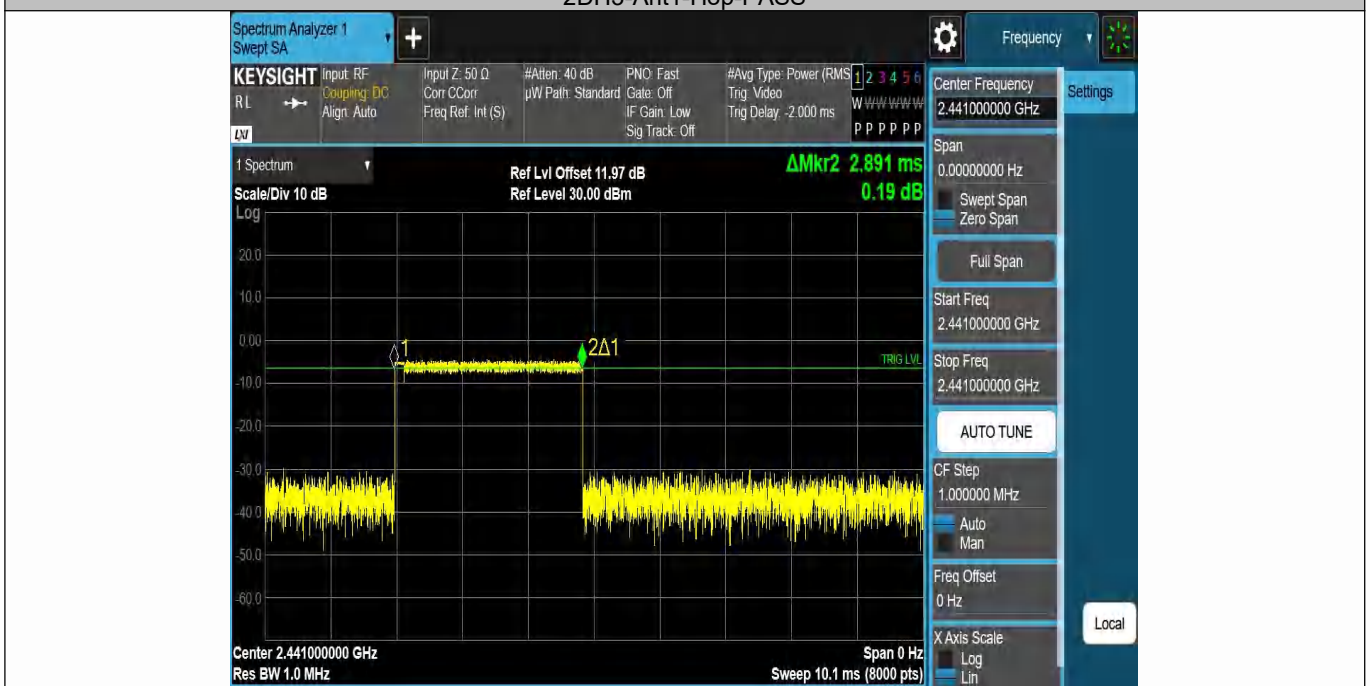 Spectrum Analyzer 1
Swept SA
+
Frequency
KEYSIGHT
RL
LXI
Input: RF
Coupling: DC
Align: Auto
Input Z: 50 Ω
Corr CCorr
Freq Ref: Int (S)
#Atten: 40 dB
µW Path: Standard
PNO: Fast
Gate: Off
IF Gain: Low
Sig Track: Off
#Avg Type: Power (RMS
Trig: Video
Trig Delay: -2.000 ms
1 2 3 4 5 6
W W W W W W
P P P P P P
Center Frequency
2.441000000 GHz
Settings
1 Spectrum
Scale/Div 10 dB
Log
Ref Lvl Offset 11.97 dB
Ref Level 30.00 dBm
ΔMkr2 2.891 ms
0.19 dB
Span
0.00000000 Hz
Swept Span
Zero Span
Full Span
Start Freq
2.441000000 GHz
Stop Freq
2.441000000 GHz
AUTO TUNE
CF Step
1.000000 MHz
Auto
Man
Freq Offset
0 Hz
X Axis Scale
Log
Lin
Local
20.0
10.0
0.00
-10.0
-20.0
-30.0
-40.0
-50.0
-60.0
1
2Δ1
TRIG LVL
Center 2.441000000 GHz
Res BW 1.0 MHz
Span 0 Hz
Sweep 10.1 ms (8000 pts)